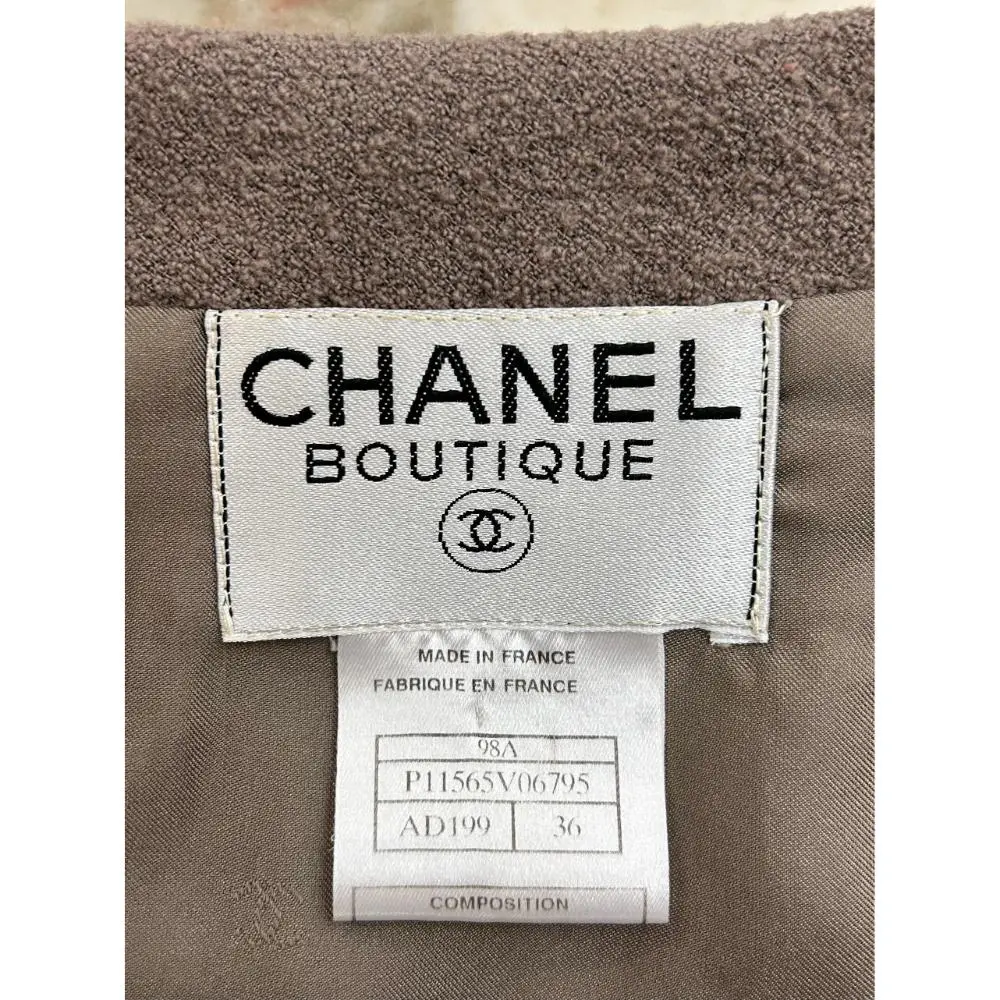 CHANEL
BOUTIQUE
MADE IN FRANCE
FABRIQUE EN FRANCE
98A
P11565V06795
AD199 36
COMPOSITION